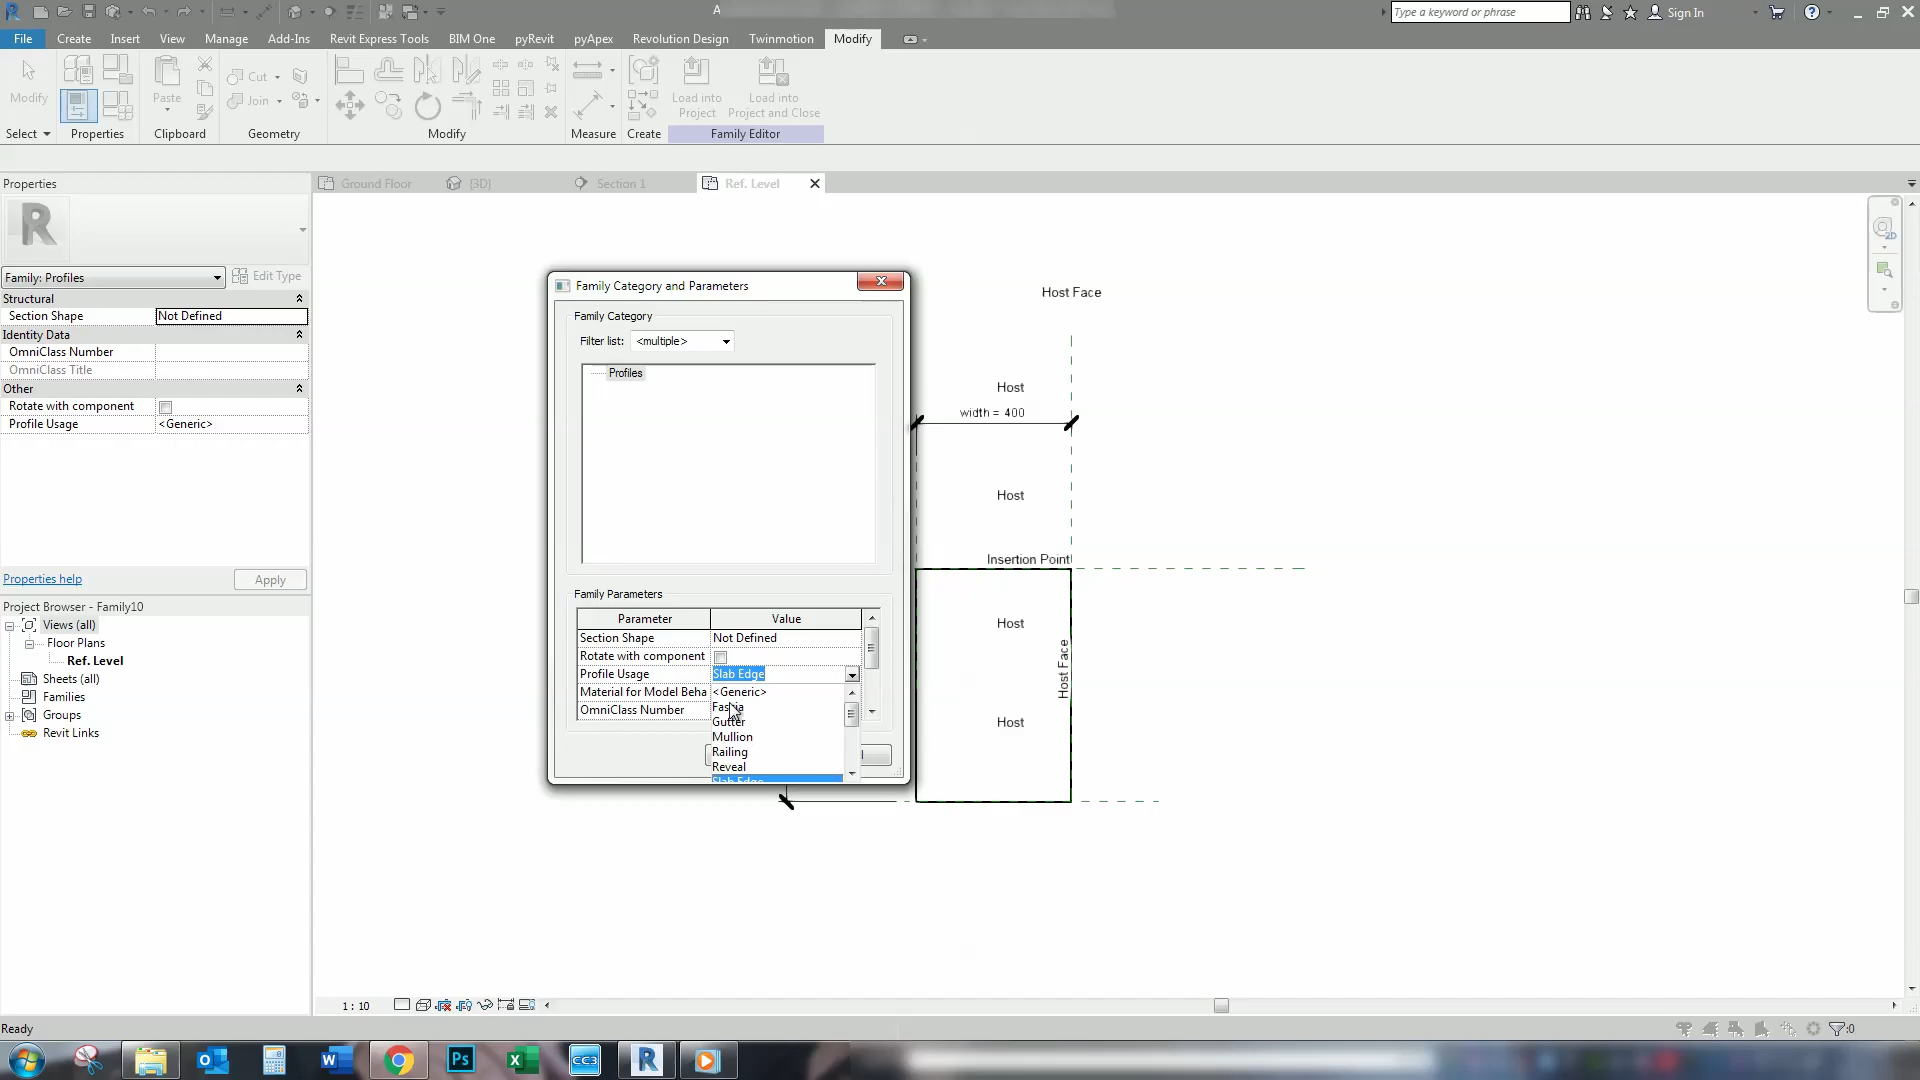 A
Type a keyword or phrase
Sign In
File Create Insert View Manage Add-Ins Revit Express Tools BIM One pyRevit pyApex Revolution Design Twinmotion Modify
Modify
Paste
Cut
Join
Load into Project
Load into Project and Close
Select Properties Clipboard Geometry Modify Measure Create Family Editor
Properties
Ground Floor
[3D]
Section 1
Ref. Level
R
Family: Profiles
Edit Type
Structural
Section Shape Not Defined
Identity Data
OmniClass Number
OmniClass Title
Other
Rotate with component
Profile Usage <Generic>
Properties help
Apply
Project Browser - Family10
Views (all)
Floor Plans
Ref. Level
Sheets (all)
Families
Groups
Revit Links
Family Category and Parameters
Family Category
Filter list: <multiple>
Profiles
Family Parameters
Parameter Value
Section Shape Not Defined
Rotate with component
Profile Usage Slab Edge
Material for Model Beha <Generic>
OmniClass Number
Fascia
Gutter
Mullion
Railing
Reveal
Slab Edge
Host Face
Host
width = 400
Host
Insertion Point
Host
Host Face
Host
2D
1 : 10
Ready
:0
W
Ps
X
CC3
R